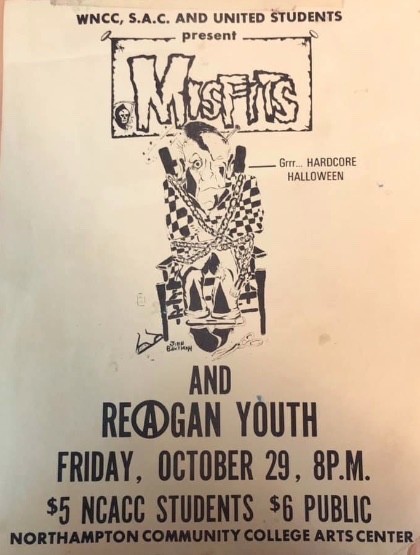 WNCC, S.A.C. AND UNITED STUDENTS
present
MISFITS
Grrr... HARDCORE
HALLOWEEN
JOHN
AND
REAGAN YOUTH
FRIDAY, OCTOBER 29, 8P.M.
$5 NCACC STUDENTS $6 PUBLIC
NORTHAMPTON COMMUNITY COLLEGE ARTS CENTER